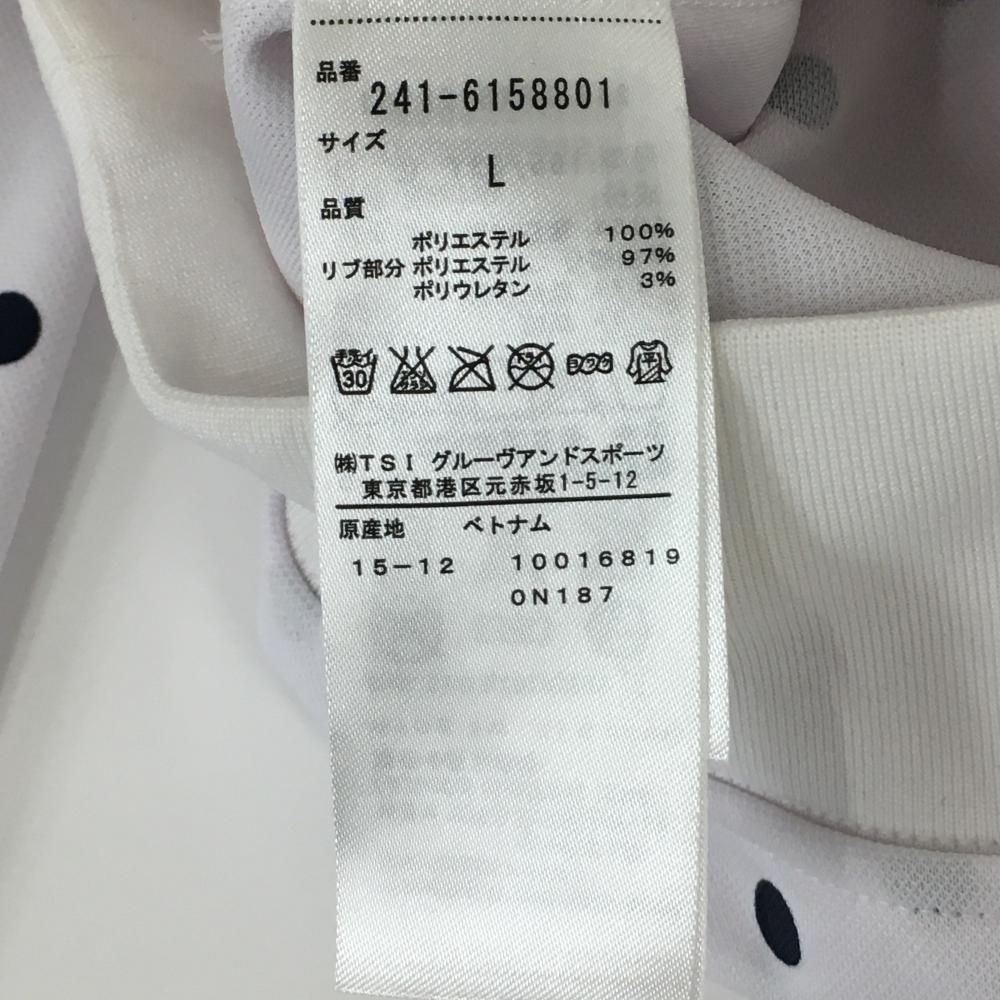 品番
241-6158801
サイズ
L
品質
ポリエステル 100%
リブ部分 ポリエステル 97%
ポリウレタン 3%
30 平
㈱TSI グルーヴアンドスポーツ
東京都港区元赤坂1-5-12
原産地 ベトナム
15-12 10016819
0N187